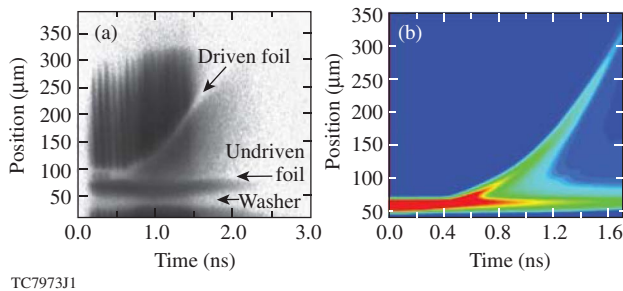 (a)
Driven foil
Undriven
foil
Washer
Position (µm)
350
300
250
200
150
100
50
0.0
1.0
2.0
3.0
Time (ns)
(b)
Position (µm)
350
300
250
200
150
100
50
0.0
0.4
0.8
1.2
1.6
Time (ns)
TC7973J1